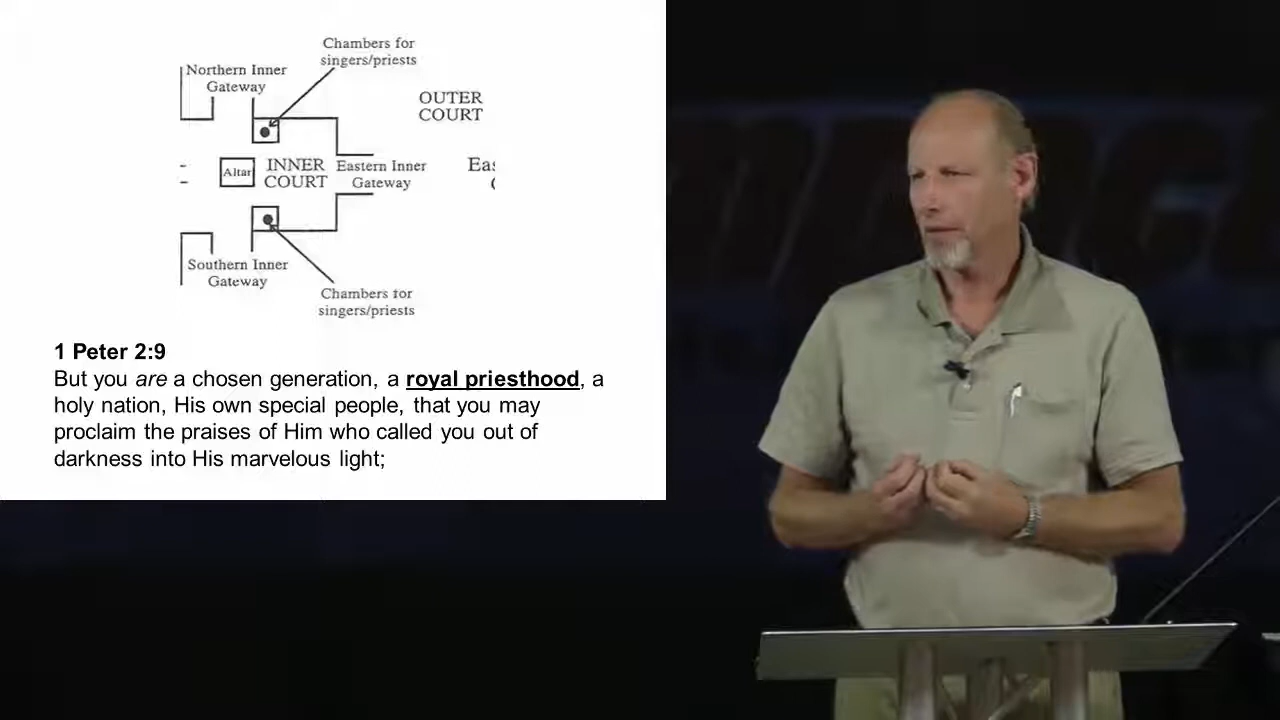 Chambers for
singers/priests
Northern Inner
Gateway
OUTER
COURT
Altar
INNER
COURT
Eastern Inner
Gateway
Eas
Southern Inner
Gateway
Chambers for
singers/priests
1 Peter 2:9
But you are a chosen generation, a royal priesthood, a
holy nation, His own special people, that you may
proclaim the praises of Him who called you out of
darkness into His marvelous light;